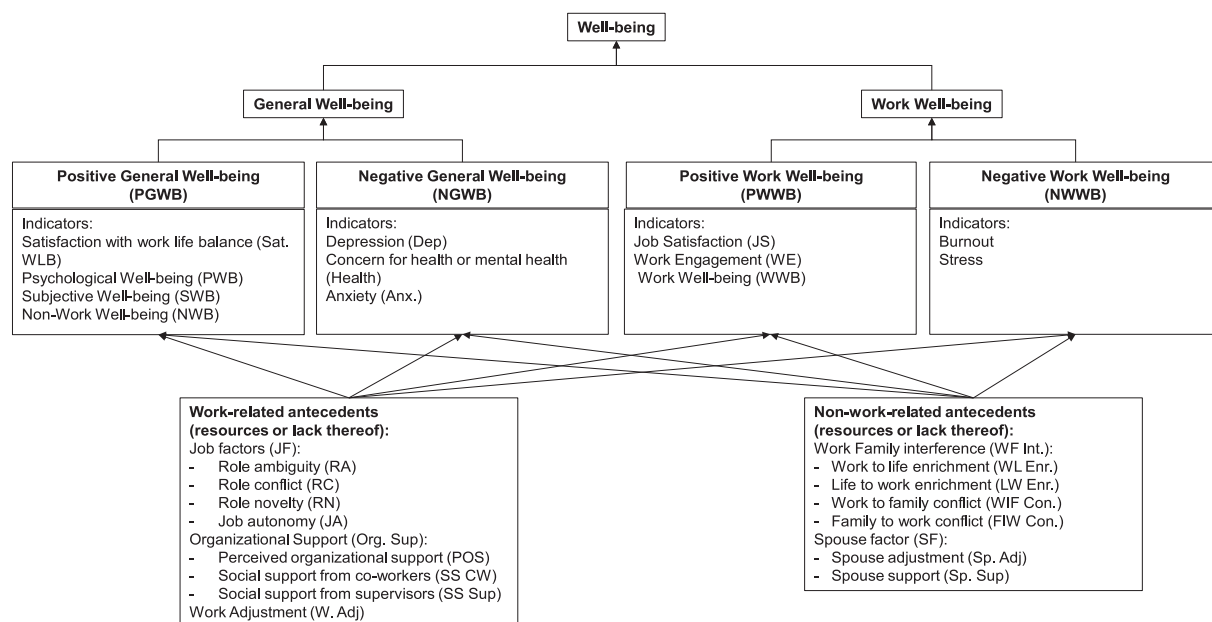 Well-being
General Well-being
Work Well-being
Positive General Well-being
(PGWB)
Indicators:
Satisfaction with work life balance (Sat.
WLB)
Psychological Well-being (PWB)
Subjective Well-being (SWB)
Non-Work Well-being (NWB)
Negative General Well-being
(NGWB)
Indicators:
Depression (Dep)
Concern for health or mental health
(Health)
Anxiety (Anx.)
Positive Work Well-being
(PWWB)
Indicators:
Job Satisfaction (JS)
Work Engagement (WE)
Work Well-being (WWB)
Negative Work Well-being
(NWWB)
Indicators:
Burnout
Stress
Work-related antecedents
(resources or lack thereof):
Job factors (JF):
- Role ambiguity (RA)
- Role conflict (RC)
- Role novelty (RN)
- Job autonomy (JA)
Organizational Support (Org. Sup):
- Perceived organizational support (POS)
- Social support from co-workers (SS CW)
- Social support from supervisors (SS Sup)
Work Adjustment (W. Adj)
Non-work-related antecedents
(resources or lack thereof):
Work Family interference (WF Int.):
- Work to life enrichment (WL Enr.)
- Life to work enrichment (LW Enr.)
- Work to family conflict (WIF Con.)
- Family to work conflict (FIW Con.)
Spouse factor (SF):
- Spouse adjustment (Sp. Adj)
- Spouse support (Sp. Sup)